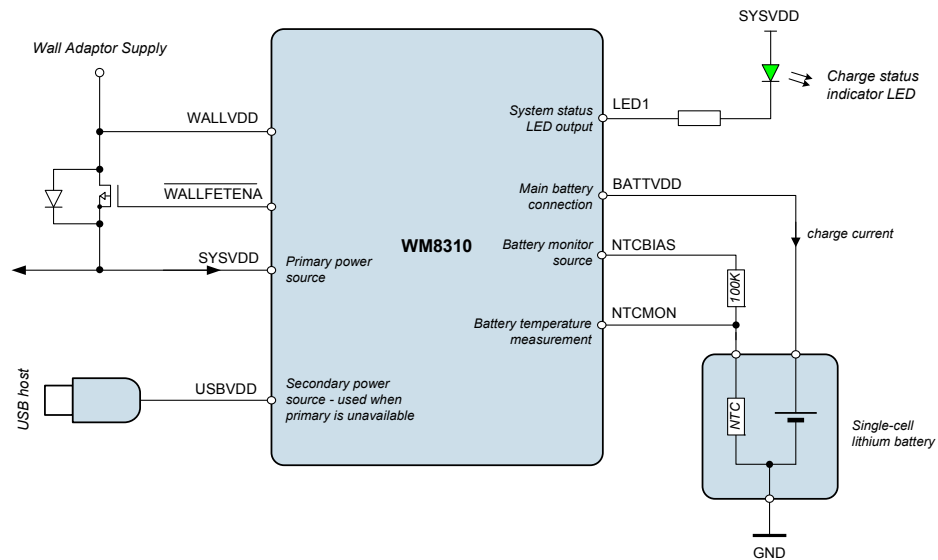 SYSVDD
Wall Adaptor Supply
Charge status
indicator LED
LED1
System status
LED output
WALLVDD
BATTVDD
Main battery
connection
WALLFETENA
charge current
WM8310
NTCBIAS
Battery monitor
source
SYSVDD
Primary power
source
100K
NTCMON
Battery temperature
measurement
USB host
USBVDD
Secondary power
source - used when
primary is unavailable
NTC
Single-cell
lithium battery
GND